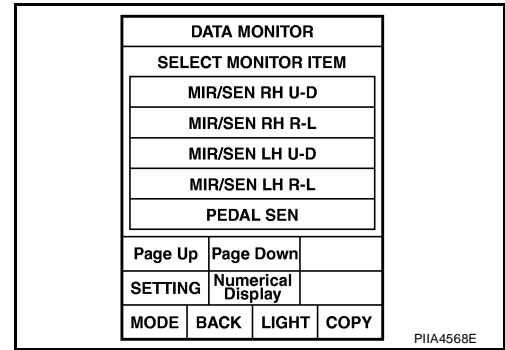 DATA MONITOR
SELECT MONITOR ITEM
MIR/SEN RH U-D
MIR/SEN RH R-L
MIR/SEN LH U-D
MIR/SEN LH R-L
PEDAL SEN
Page Up Page Down
SETTING Numerical Display
MODE BACK LIGHT COPY
PIIA4568E